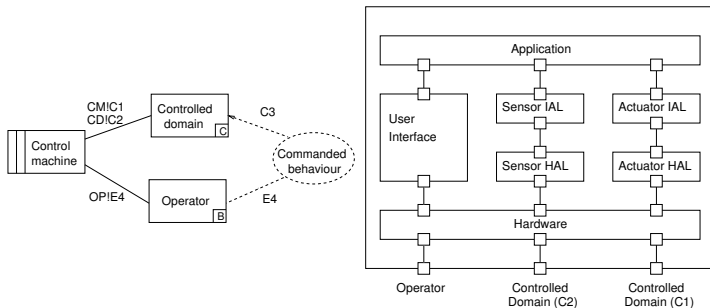 CM!C1
CD!C2
Controlled
domain
C
C3
Control
machine
Commanded
behaviour
OP!E4
Operator
B
E4
Application
User
Interface
Sensor IAL
Actuator IAL
Sensor HAL
Actuator HAL
Hardware
Operator
Controlled
Domain (C2)
Controlled
Domain (C1)